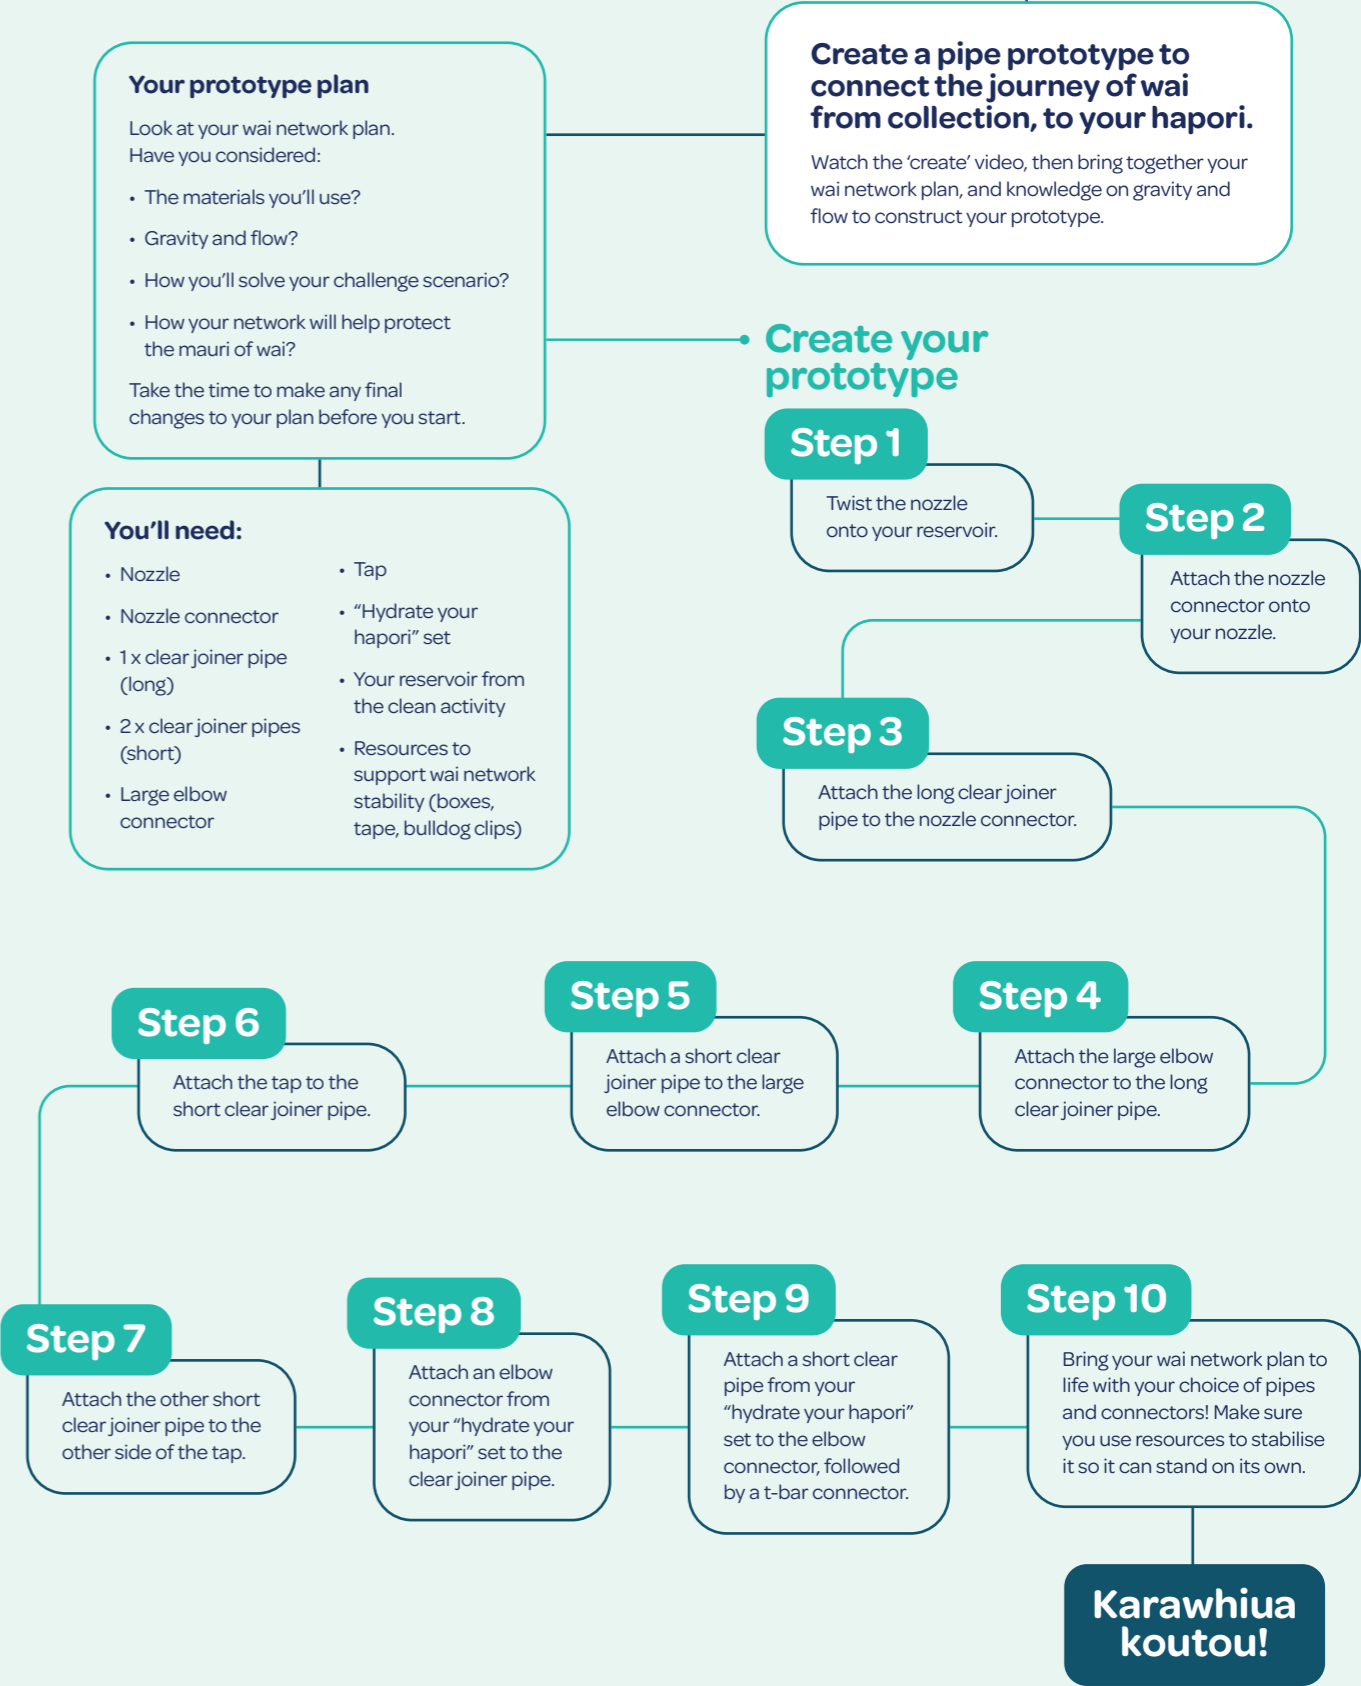 Create a pipe prototype to
connect the journey of wai
from collection, to your hapori.
Watch the ‘create’ video, then bring together your
wai network plan, and knowledge on gravity and
flow to construct your prototype.
Your prototype plan
Look at your wai network plan.
Have you considered:
• The materials you’ll use?
• Gravity and flow?
• How you’ll solve your challenge scenario?
• How your network will help protect
the mauri of wai?
Take the time to make any final
changes to your plan before you start.
You’ll need:
• Nozzle
• Nozzle connector
• 1 x clear joiner pipe
(long)
• 2 x clear joiner pipes
(short)
• Large elbow
connector
• Tap
• “Hydrate your
hapori” set
• Your reservoir from
the clean activity
• Resources to
support wai network
stability (boxes,
tape, bulldog clips)
Create your
prototype
Step 1
Twist the nozzle
onto your reservoir.
Step 2
Attach the nozzle
connector onto
your nozzle.
Step 3
Attach the long clear joiner
pipe to the nozzle connector.
Step 4
Attach the large elbow
connector to the long
clear joiner pipe.
Step 5
Attach a short clear
joiner pipe to the large
elbow connector.
Step 6
Attach the tap to the
short clear joiner pipe.
Step 7
Attach the other short
clear joiner pipe to the
other side of the tap.
Step 8
Attach an elbow
connector from
your “hydrate your
hapori” set to the
clear joiner pipe.
Step 9
Attach a short clear
pipe from your
“hydrate your hapori”
set to the elbow
connector, followed
by a t-bar connector.
Step 10
Bring your wai network plan to
life with your choice of pipes
and connectors! Make sure
you use resources to stabilise
it so it can stand on its own.
Karawhiua
koutou!